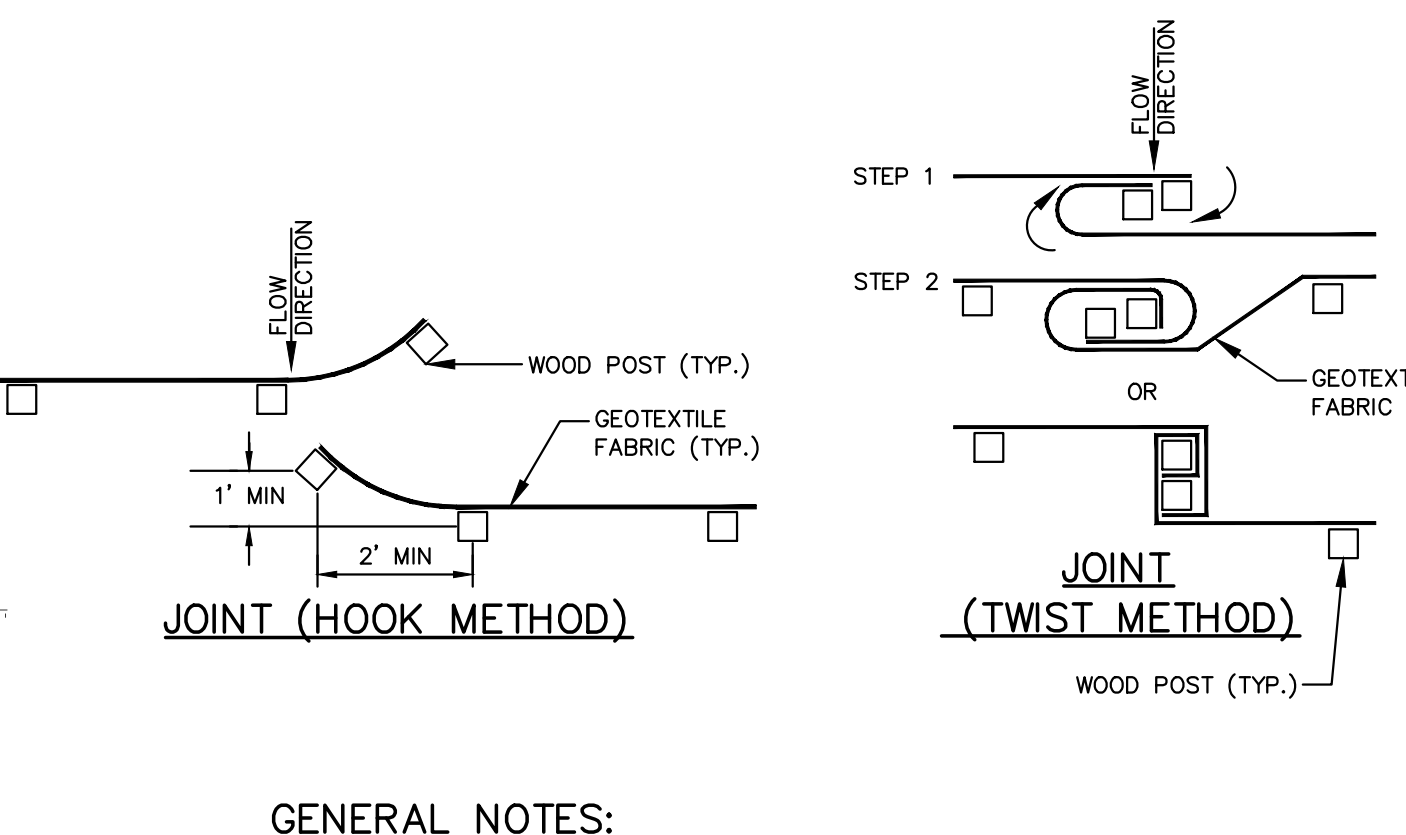 FLOW
DIRECTION
WOOD POST (TYP.)
GEOTEXTILE
FABRIC (TYP.)
1' MIN
2' MIN
JOINT (HOOK METHOD)
FLOW
DIRECTION
STEP 1
STEP 2
GEOTEXT
FABRIC
OR
JOINT
(TWIST METHOD)
WOOD POST (TYP.)
GENERAL NOTES: